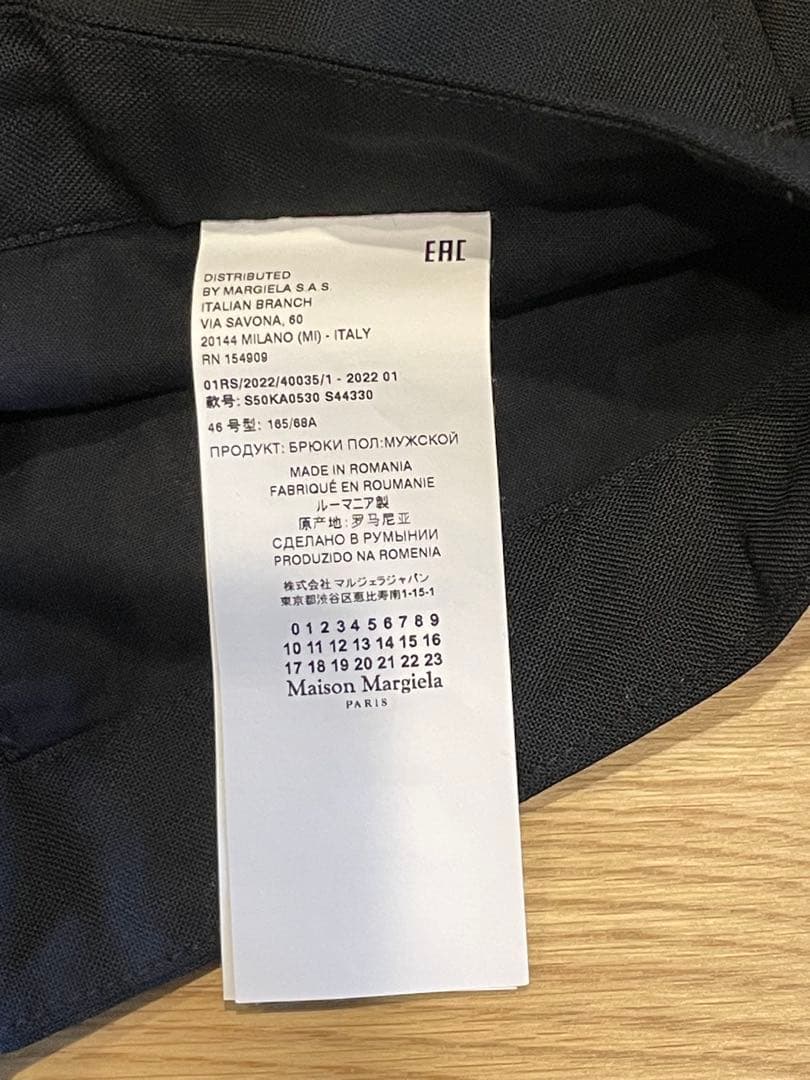 EAC
DISTRIBUTED
BY MARGIELA S.A.S.
ITALIAN BRANCH
VIA SAVONA, 60
20144 MILANO (MI) - ITALY
RN 154909
01RS/2022/40035/1 - 2022 01
款号: S50KA0530 S44330
46 号型: 165/68A
ПРОДУКТ: БРЮКИ ПОЛ:МУЖСКОЙ
MADE IN ROMANIA
FABRIQUÉ EN ROUMANIE
ルーマニア製
原产地:罗马尼亚
СДЕЛАНО В РУМЫНИИ
PRODUZIDO NA ROMENIA
株式会社 マルジェラジャパン
東京都渋谷区恵比寿南1-15-1
0 1 2 3 4 5 6 7 8 9
10 11 12 13 14 15 16
17 18 19 20 21 22 23
Maison Margiela
PARIS